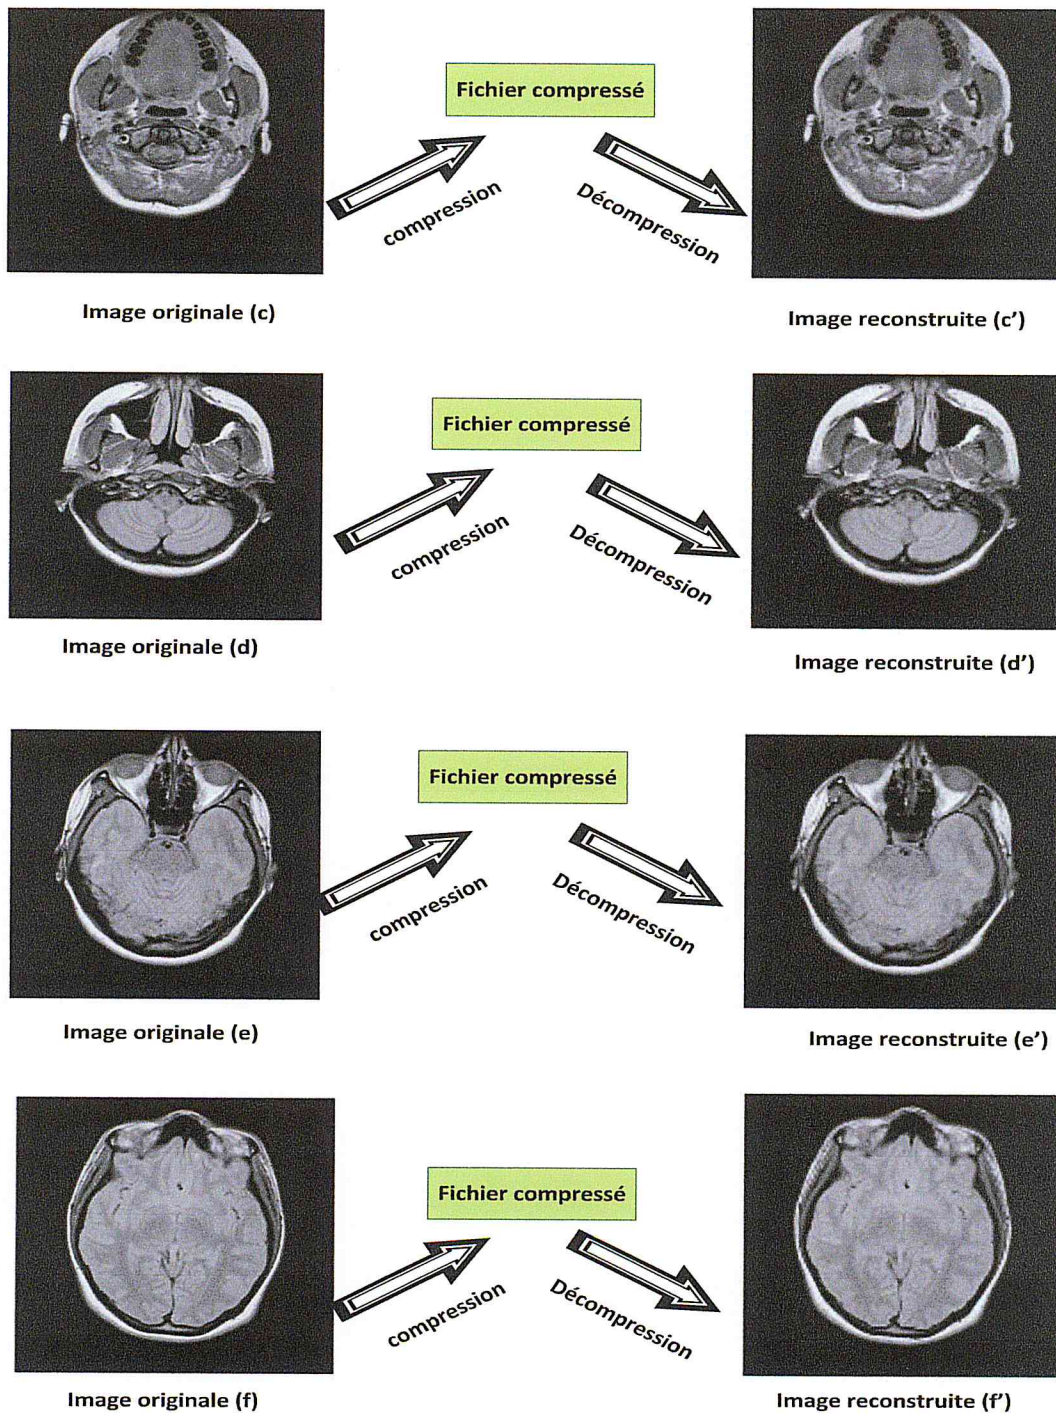 Fichier compressé
compression
Décompression
Image originale (c)
Image reconstruite (c’)
Fichier compressé
compression
Décompression
Image originale (d)
Image reconstruite (d’)
Fichier compressé
compression
Décompression
Image originale (e)
Image reconstruite (e’)
Fichier compressé
compression
Décompression
Image originale (f)
Image reconstruite (f’)